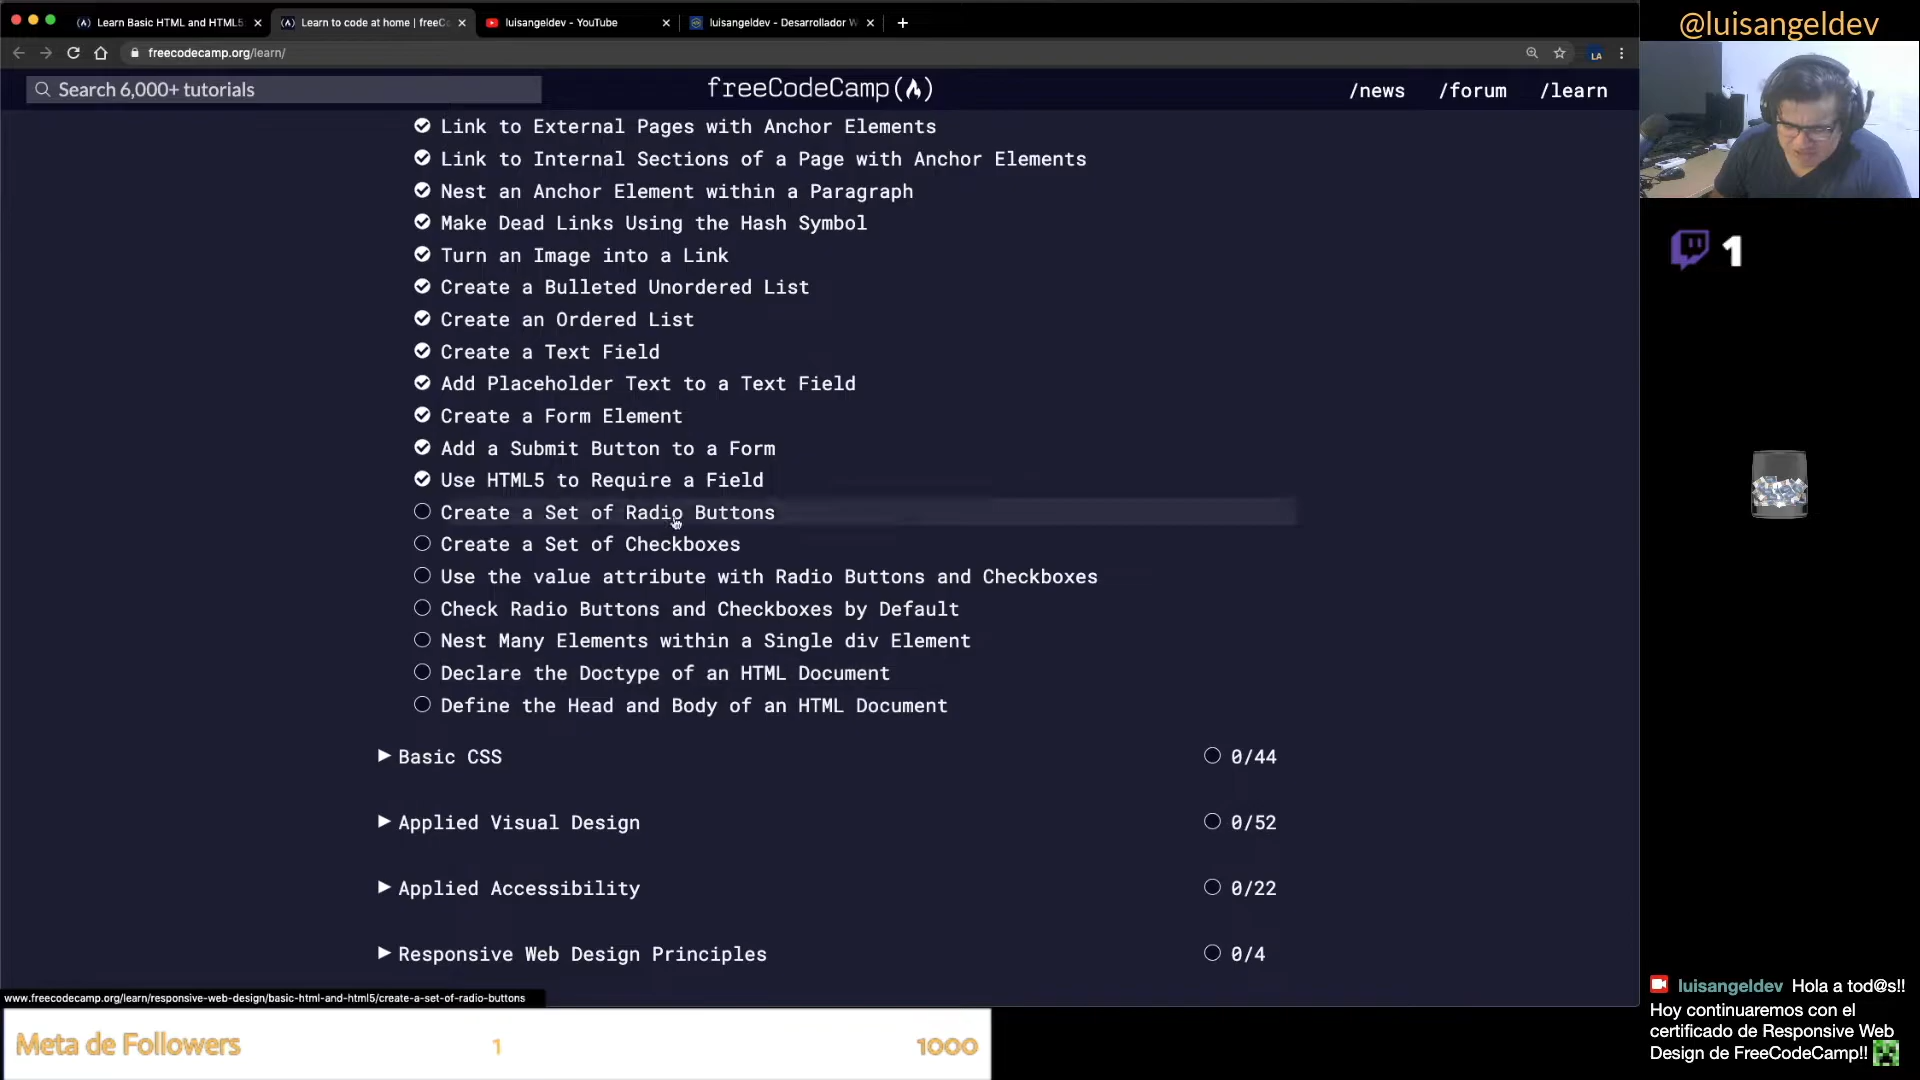 Learn Basic HTML and HTML5
Learn to code at home | freeC
luisangeldev - YouTube
luisangeldev - Desarrollador W
@luisangeldev
freecodecamp.org/learn/
LA
Search 6,000+ tutorials
freeCodeCamp
/news
/forum
/learn
Link to External Pages with Anchor Elements
Link to Internal Sections of a Page with Anchor Elements
Nest an Anchor Element within a Paragraph
Make Dead Links Using the Hash Symbol
1
Turn an Image into a Link
Create a Bulleted Unordered List
Create an Ordered List
Create a Text Field
Add Placeholder Text to a Text Field
Create a Form Element
Add a Submit Button to a Form
Use HTML5 to Require a Field
Create a Set of Radio Buttons
Create a Set of Checkboxes
Use the value attribute with Radio Buttons and Checkboxes
Check Radio Buttons and Checkboxes by Default
Nest Many Elements within a Single div Element
Declare the Doctype of an HTML Document
Define the Head and Body of an HTML Document
Basic CSS 0/44
Applied Visual Design 0/52
Applied Accessibility 0/22
Responsive Web Design Principles 0/4
www.freecodecamp.org/learn/responsive-web-design/basic-html-and-html5/create-a-set-of-radio-buttons
Meta de Followers 1 1000
luisangeldev Hola a tod@s!!
Hoy continuaremos con el
certificado de Responsive Web
Design de FreeCodeCamp!!